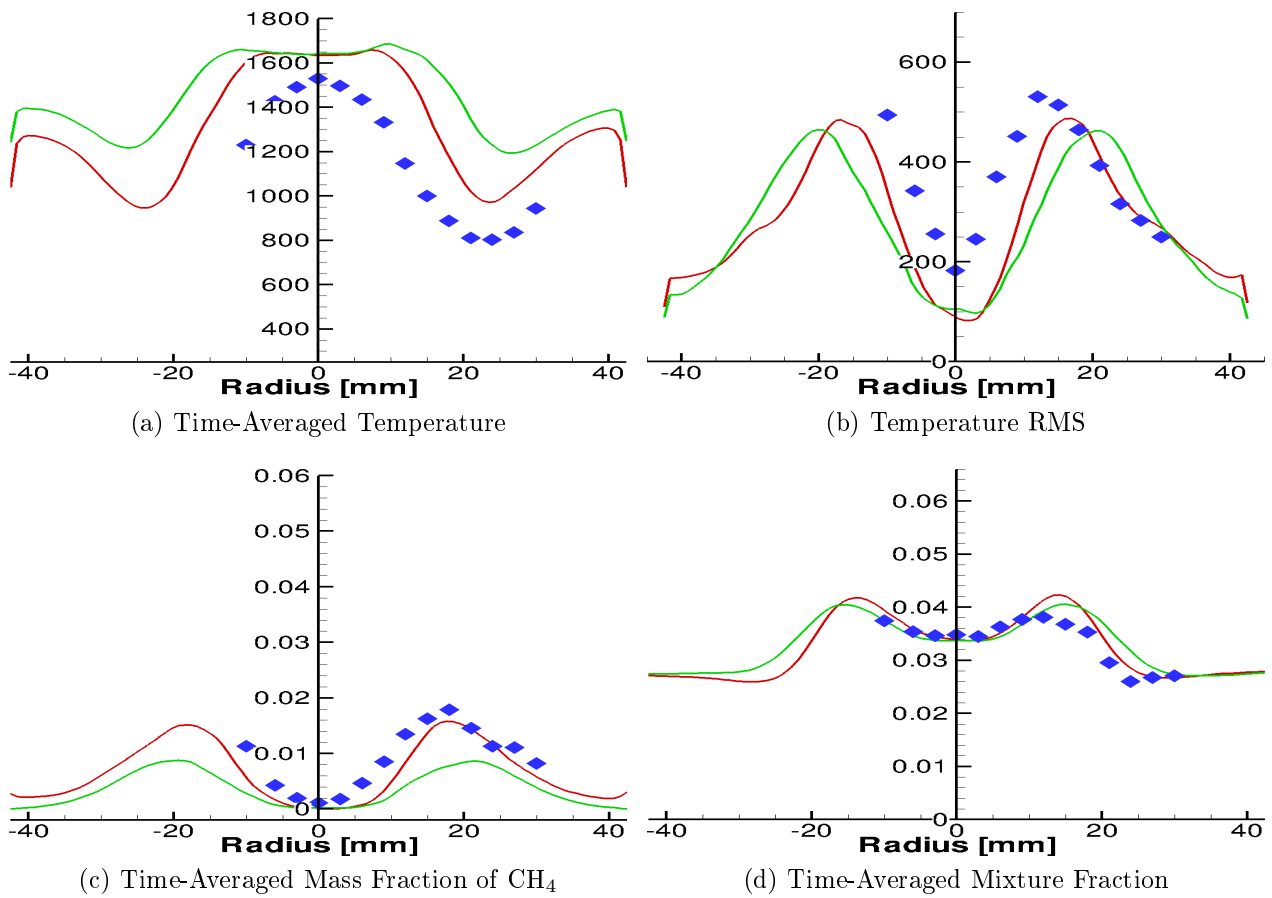 1800
1600
1400
1200
1000
800
600
400
-40 -20 0 20 40
Radius [mm]
(a) Time-Averaged Temperature
600
400
200
0
-40 -20 0 20 40
Radius [mm]
(b) Temperature RMS
0.06
0.05
0.04
0.03
0.02
0.01
0
-40 -20 0 20 40
Radius [mm]
(c) Time-Averaged Mass Fraction of CH₄
0.06
0.05
0.04
0.03
0.02
0.01
0
-40 -20 0 20 40
Radius [mm]
(d) Time-Averaged Mixture Fraction